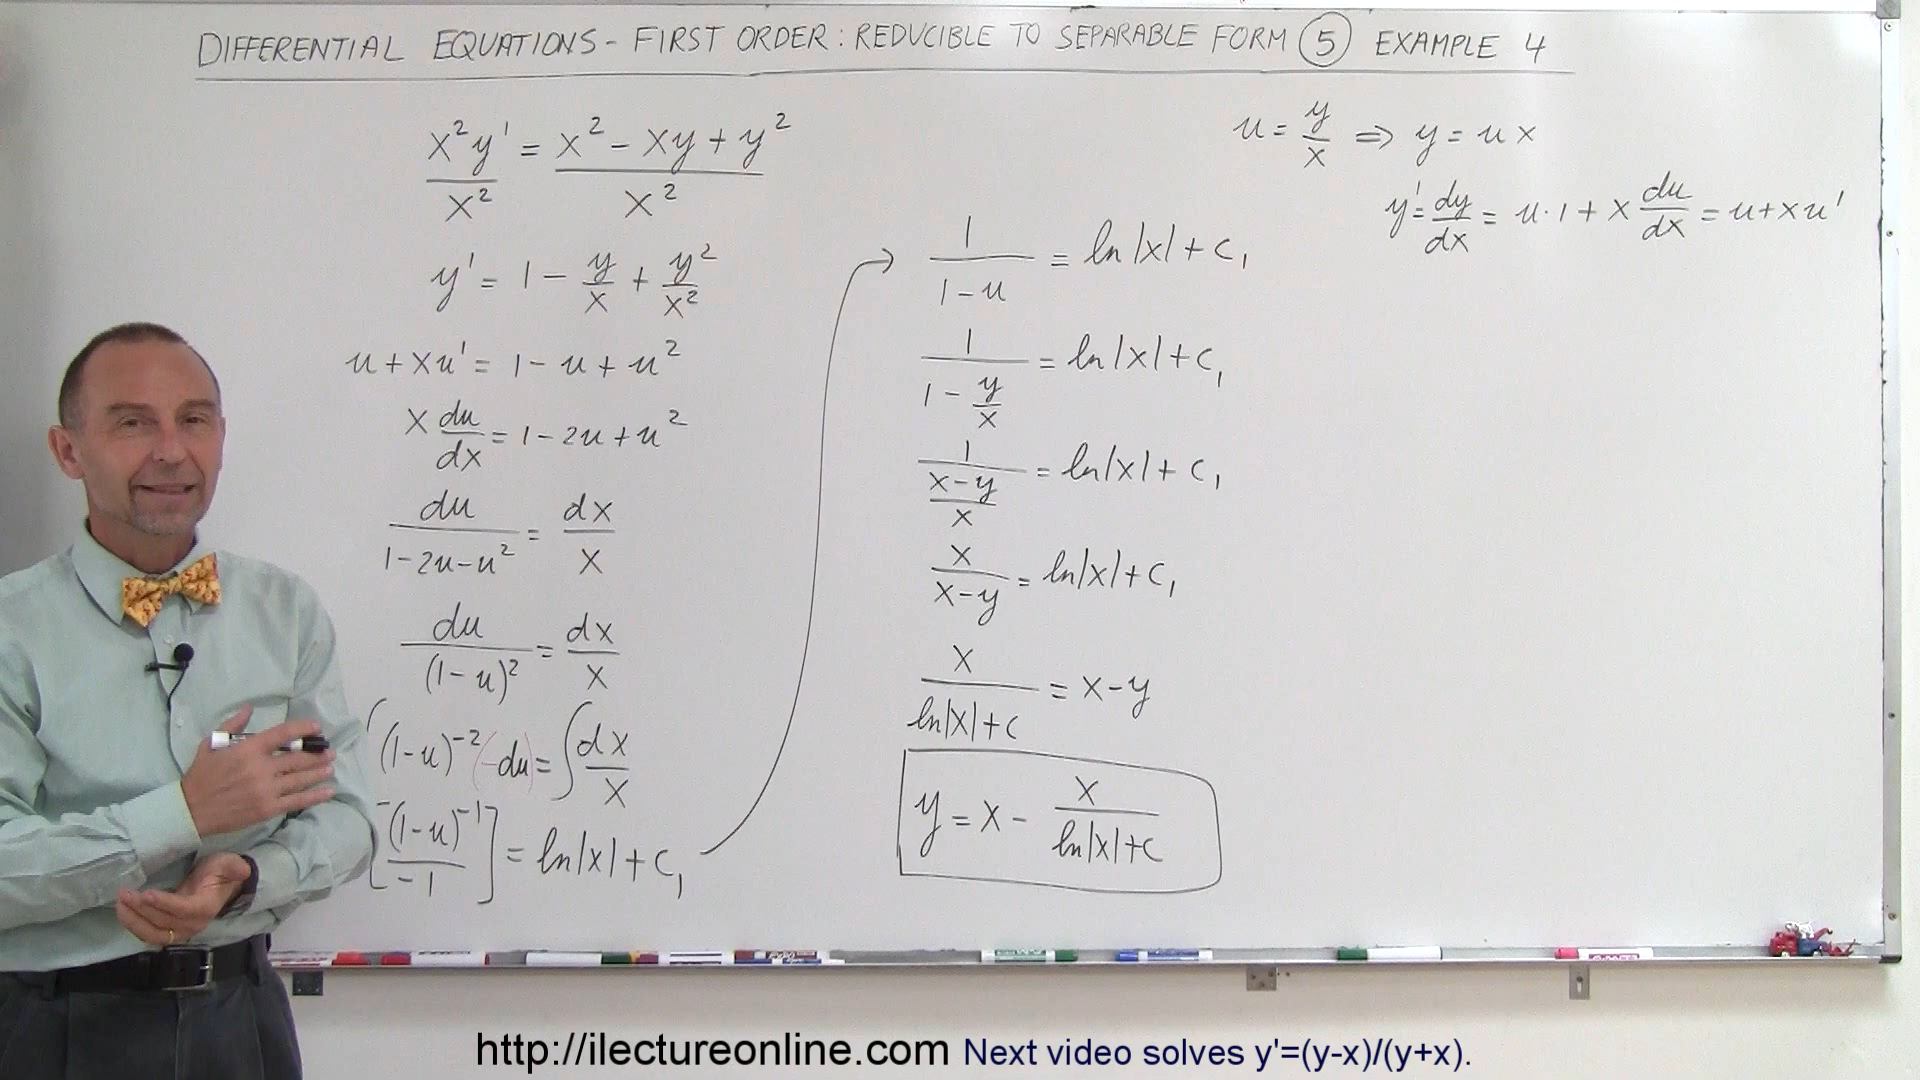 DIFFERENTIAL EQUATIONS - FIRST ORDER: REDUCIBLE TO SEPARABLE FORM (5) EXAMPLE 4
x²y'/x² = (x² - xy + y²)/x²
y' = 1 - y/x + y²/x²
u + xu' = 1 - u + u²
x du/dx = 1 - 2u + u²
du/(1 - 2u - u²) = dx/x
du/(1 - u)² = dx/x
∫(1-u)⁻²(-du) = ∫dx/x
-[(1-u)⁻¹/-1] = ln|x| + c₁
→ 1/(1 - u) = ln|x| + c₁
1/(1 - y/x) = ln|x| + c₁
1/((x-y)/x) = ln|x| + c₁
x/(x-y) = ln|x| + c₁
x/(ln|x|+c) = x - y
y = x - x/(ln|x|+c)
u = y/x ⇒ y = ux
y' = dy/dx = u·1 + x du/dx = u + xu'
http://ilectureonline.com Next video solves y'=(y-x)/(y+x).